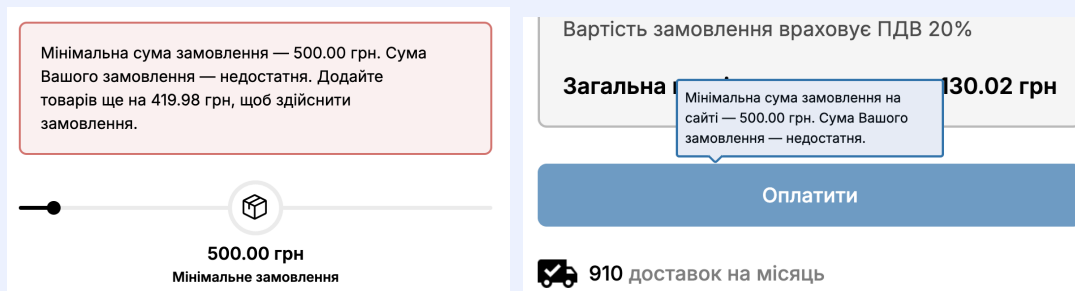 Мінімальна сума замовлення — 500.00 грн. Сума
Вашого замовлення — недостатня. Додайте
товарів ще на 419.98 грн, щоб здійснити
замовлення.
500.00 грн
Мінімальне замовлення
Вартість замовлення враховує ПДВ 20%
Загальна 130.02 грн
Мінімальна сума замовлення на
сайті — 500.00 грн. Сума Вашого
замовлення — недостатня.
Оплатити
910 доставок на місяць